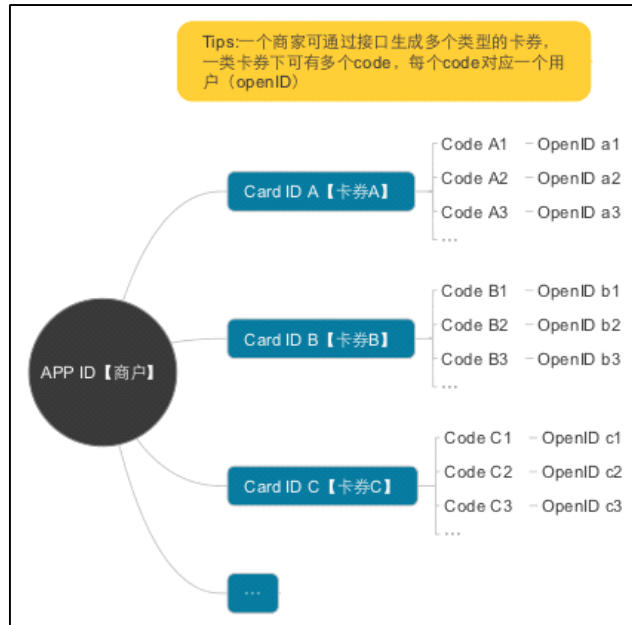 Tips:一个商家可通过接口生成多个类型的卡券，
一类卡券下可有多个code，每个code对应一个用
户（openID）
APP ID【商户】
Card ID A【卡券A】
Code A1 OpenID a1
Code A2 OpenID a2
Code A3 OpenID a3
…
Card ID B【卡券B】
Code B1 OpenID b1
Code B2 OpenID b2
Code B3 OpenID b3
…
Card ID C【卡券C】
Code C1 OpenID c1
Code C2 OpenID c2
Code C3 OpenID c3
…
…